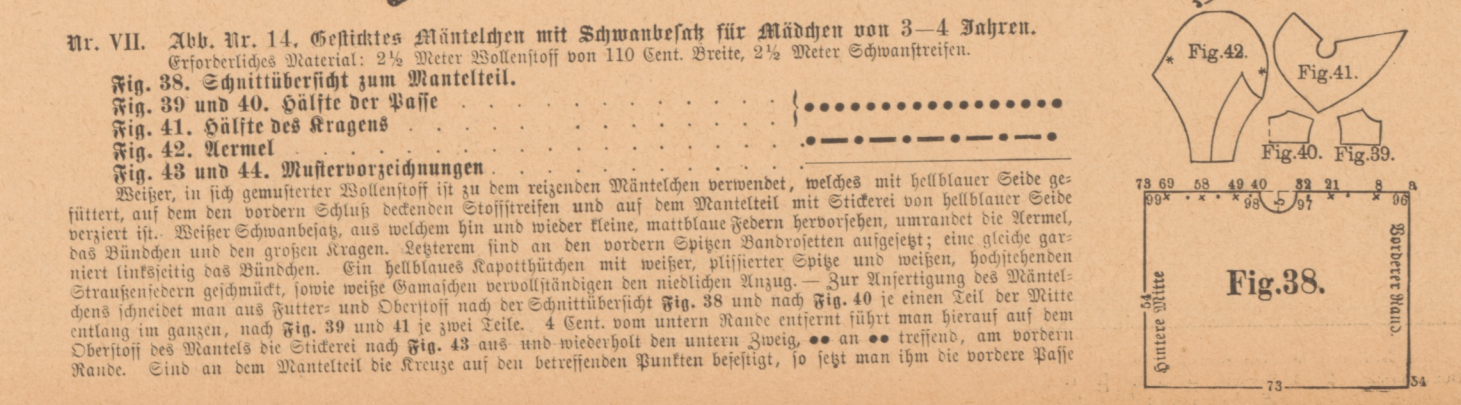 Nr. VII. Abb. Nr. 14. Gesticktes Mäntelchen mit Schwanbesatz für Mädchen von 3—4 Jahren.
Erforderliches Material: 2½ Meter Wollenstoff von 110 Cent. Breite, 2½ Meter Schwanstreifen.
Fig. 38. Schnittübersicht zum Mantelteil.
Fig. 39 und 40. Hälfte der Passe
Fig. 41. Hälfte des Kragens
Fig. 42. Aermel
Fig. 43 und 44. Mustervorzeichnungen
Weißer, in sich gemusterter Wollenstoff ist zu dem reizenden Mäntelchen verwendet, welches mit hellblauer Seide ge=
füttert, auf dem den vordern Schluß deckenden Stoffstreifen und auf dem Mantelteil mit Stickerei von hellblauer Seide
verziert ist. Weißer Schwanbesatz, aus welchem hin und wieder kleine, mattblaue Federn hervorsehen, umrandet die Aermel,
das Bündchen und den großen Kragen. Letzterem sind an den vordern Spitzen Bandrosetten aufgesetzt; eine gleiche gar=
niert linksseitig das Bündchen. Ein hellblaues Kapotthütchen mit weißer, plissierter Spitze und weißen, hochstehenden
Straußenfedern geschmückt, sowie weiße Gamaschen vervollständigen den niedlichen Anzug. — Zur Anfertigung des Mäntel=
chens schneidet man aus Futter= und Oberstoff nach der Schnittübersicht Fig. 38 und nach Fig. 40 je einen Teil der Mitte
entlang im ganzen, nach Fig. 39 und 41 je zwei Teile. 4 Cent. vom untern Rande entfernt führt man hierauf auf dem
Oberstoff des Mantels die Stickerei nach Fig. 43 aus und wiederholt den untern Zweig, •• an •• treffend, am vordern
Rande. Sind an dem Mantelteil die Kreuze auf den betreffenden Punkten befestigt, so setzt man ihm die vordere Passe
Fig.42.
Fig.41.
Fig.40. Fig.39.
73 69 58 49 40 32 21 8 a
99 98 5 97 96
Fig.38.
Hintere Mitte
Vordere Rand.
54
73
54